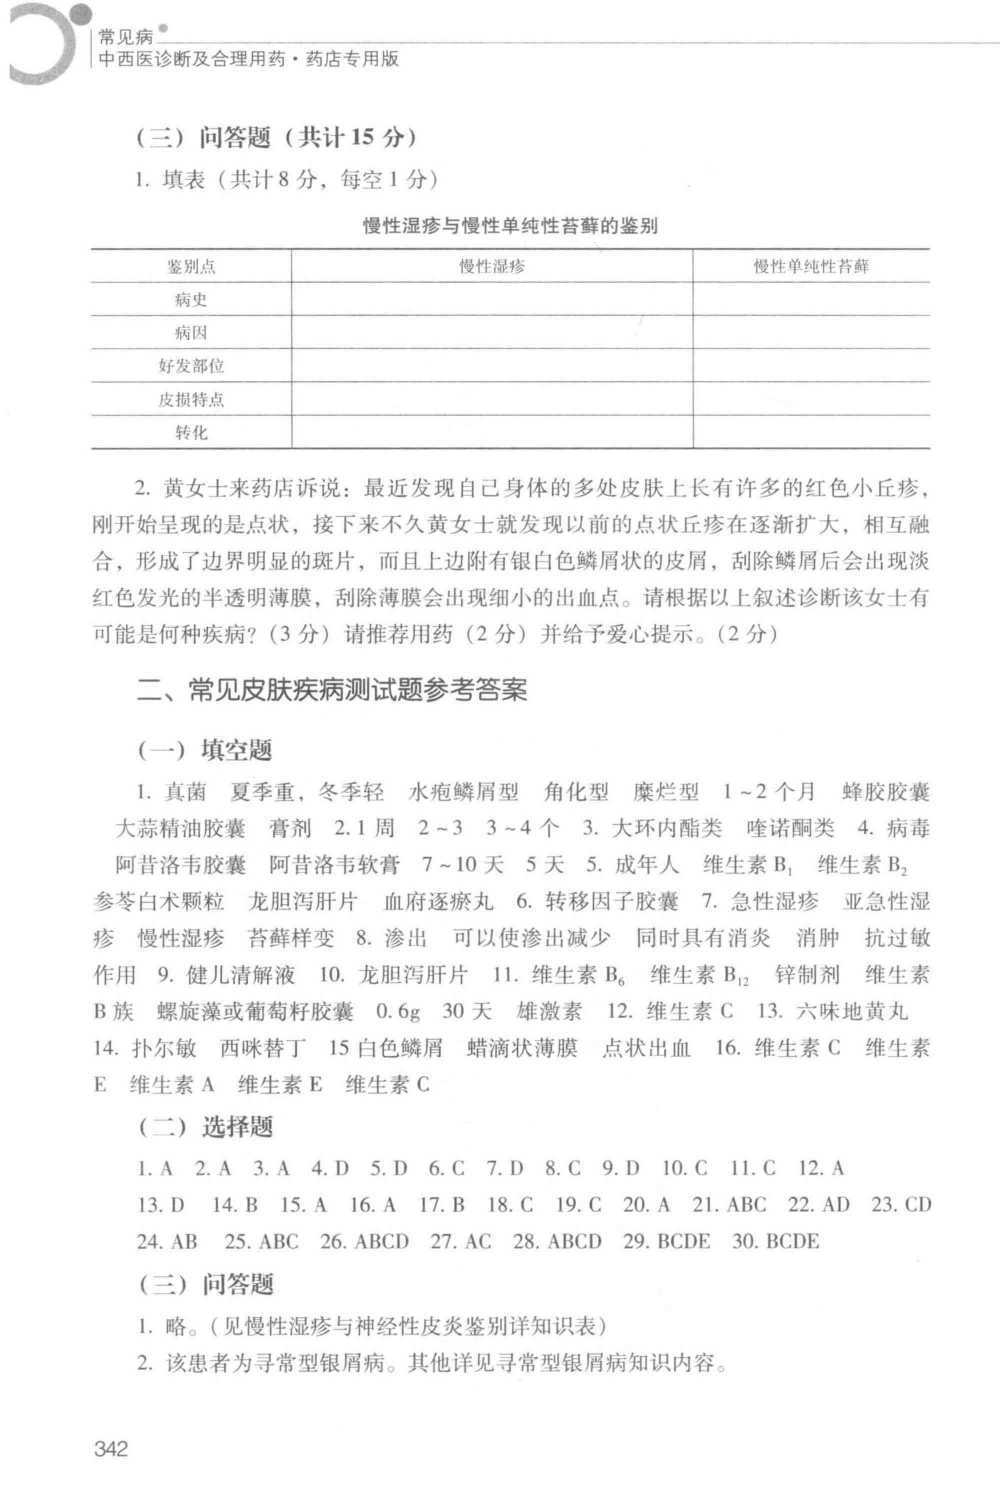 常见病
中西医诊断及合理用药·药店专用版
(三) 问答题 (共计 15 分)
1. 填表 (共计 8 分, 每空 1 分)
慢性湿疹与慢性单纯性苔藓的鉴别
鉴别点 慢性湿疹 慢性单纯性苔藓
病史
病因
好发部位
皮损特点
转化
2. 黄女士来药店诉说：最近发现自己身体的多处皮肤上长有许多的红色小丘疹，
刚开始呈现的是点状，接下来不久黄女士就发现以前的点状丘疹在逐渐扩大，相互融
合，形成了边界明显的斑片，而且上边附有银白色鳞屑状的皮屑，刮除鳞屑后会出现淡
红色发光的半透明薄膜，刮除薄膜会出现细小的出血点。请根据以上叙述诊断该女士有
可能是何种疾病? (3 分) 请推荐用药 (2 分) 并给予爱心提示。(2 分)
二、常见皮肤疾病测试题参考答案
(一) 填空题
1. 真菌 夏季重，冬季轻 水疱鳞屑型 角化型 糜烂型 1~2 个月 蜂胶胶囊
大蒜精油胶囊 膏剂 2. 1 周 2~3 3~4 个 3. 大环内酯类 喹诺酮类 4. 病毒
阿昔洛韦胶囊 阿昔洛韦软膏 7~10 天 5 天 5. 成年人 维生素 B₁ 维生素 B₂
参苓白术颗粒 龙胆泻肝片 血府逐瘀丸 6. 转移因子胶囊 7. 急性湿疹 亚急性湿
疹 慢性湿疹 苔藓样变 8. 渗出 可以使渗出减少 同时具有消炎 消肿 抗过敏
作用 9. 健儿清解液 10. 龙胆泻肝片 11. 维生素 B₆ 维生素 B₁₂ 锌制剂 维生素
B 族 螺旋藻或葡萄籽胶囊 0. 6g 30 天 雄激素 12. 维生素 C 13. 六味地黄丸
14. 扑尔敏 西咪替丁 15 白色鳞屑 蜡滴状薄膜 点状出血 16. 维生素 C 维生素
E 维生素 A 维生素 E 维生素 C
(二) 选择题
1. A 2. A 3. A 4. D 5. D 6. C 7. D 8. C 9. D 10. C 11. C 12. A
13. D 14. B 15. A 16. A 17. B 18. C 19. C 20. A 21. ABC 22. AD 23. CD
24. AB 25. ABC 26. ABCD 27. AC 28. ABCD 29. BCDE 30. BCDE
(三) 问答题
1. 略。(见慢性湿疹与神经性皮炎鉴别详知识表)
2. 该患者为寻常型银屑病。其他详见寻常型银屑病知识内容。
342